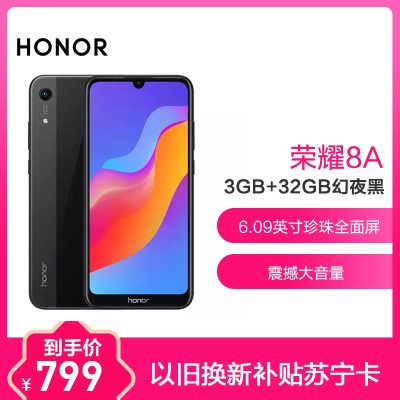 HONOR
荣耀8A
3GB+32GB幻夜黑
6.09英寸珍珠全面屏
震撼大音量
honor
honor
到手价
¥799
以旧换新补贴苏宁卡